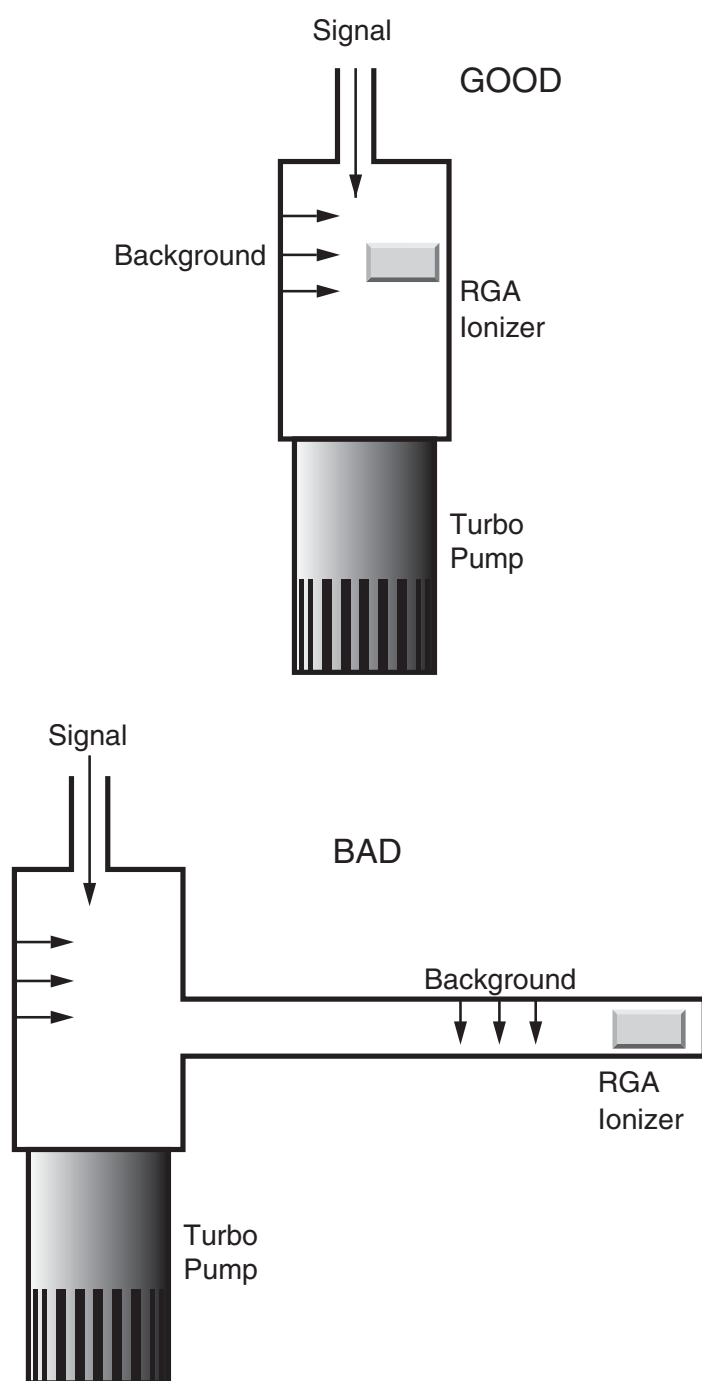 Signal
GOOD
Background
RGA
Ionizer
Turbo
Pump
Signal
BAD
Background
RGA
Ionizer
Turbo
Pump